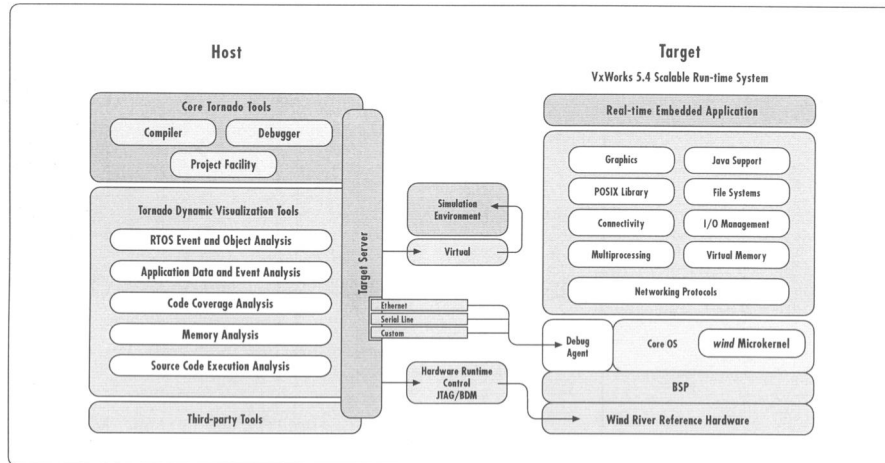 Host
Target
VxWorks 5.4 Scalable Run-time System
Core Tornado Tools
Compiler
Debugger
Project Facility
Tornado Dynamic Visualization Tools
RTOS Event and Object Analysis
Application Data and Event Analysis
Code Coverage Analysis
Memory Analysis
Source Code Execution Analysis
Third-party Tools
Target Server
Simulation
Environment
Virtual
Ethernet
Serial Line
Custom
Hardware Runtime
Control
JTAG/BDM
Real-time Embedded Application
Graphics
Java Support
POSIX Library
File Systems
Connectivity
I/O Management
Multiprocessing
Virtual Memory
Networking Protocols
Debug
Agent
Core OS
wind Microkernel
BSP
Wind River Reference Hardware